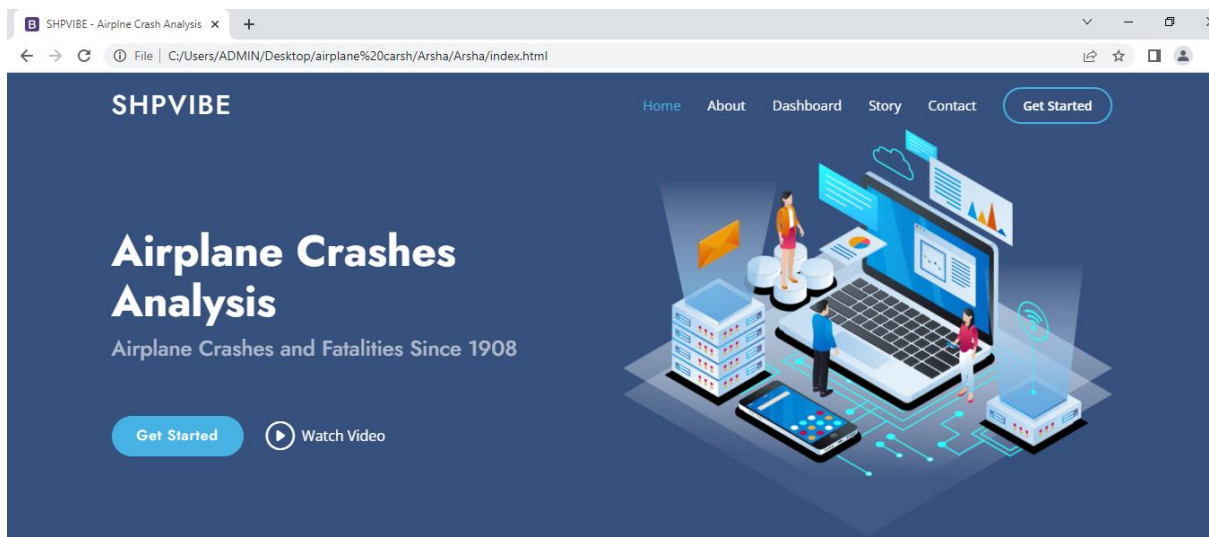 SHPVIBE - Airplne Crash Analysis
File | C:/Users/ADMIN/Desktop/airplane%20carsh/Arsha/Arsha/index.html
SHPVIBE
Home About Dashboard Story Contact Get Started
Airplane Crashes
Analysis
Airplane Crashes and Fatalities Since 1908
Get Started Watch Video